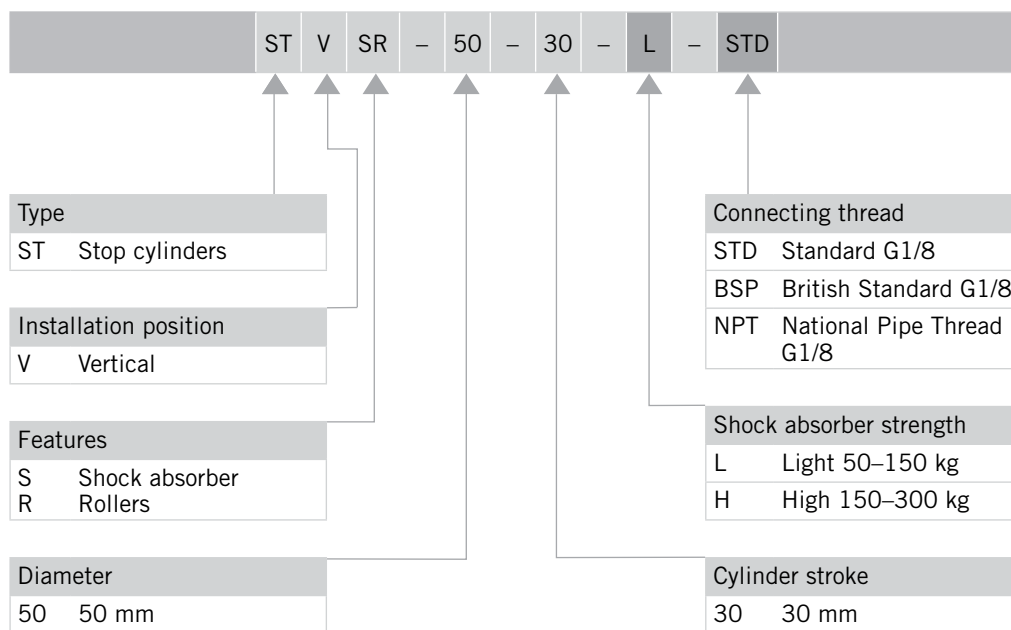 ST V SR – 50 – 30 – L – STD
Type
ST Stop cylinders
Installation position
V Vertical
Features
S Shock absorber
R Rollers
Diameter
50 50 mm
Connecting thread
STD Standard G1/8
BSP British Standard G1/8
NPT National Pipe Thread
G1/8
Shock absorber strength
L Light 50–150 kg
H High 150–300 kg
Cylinder stroke
30 30 mm